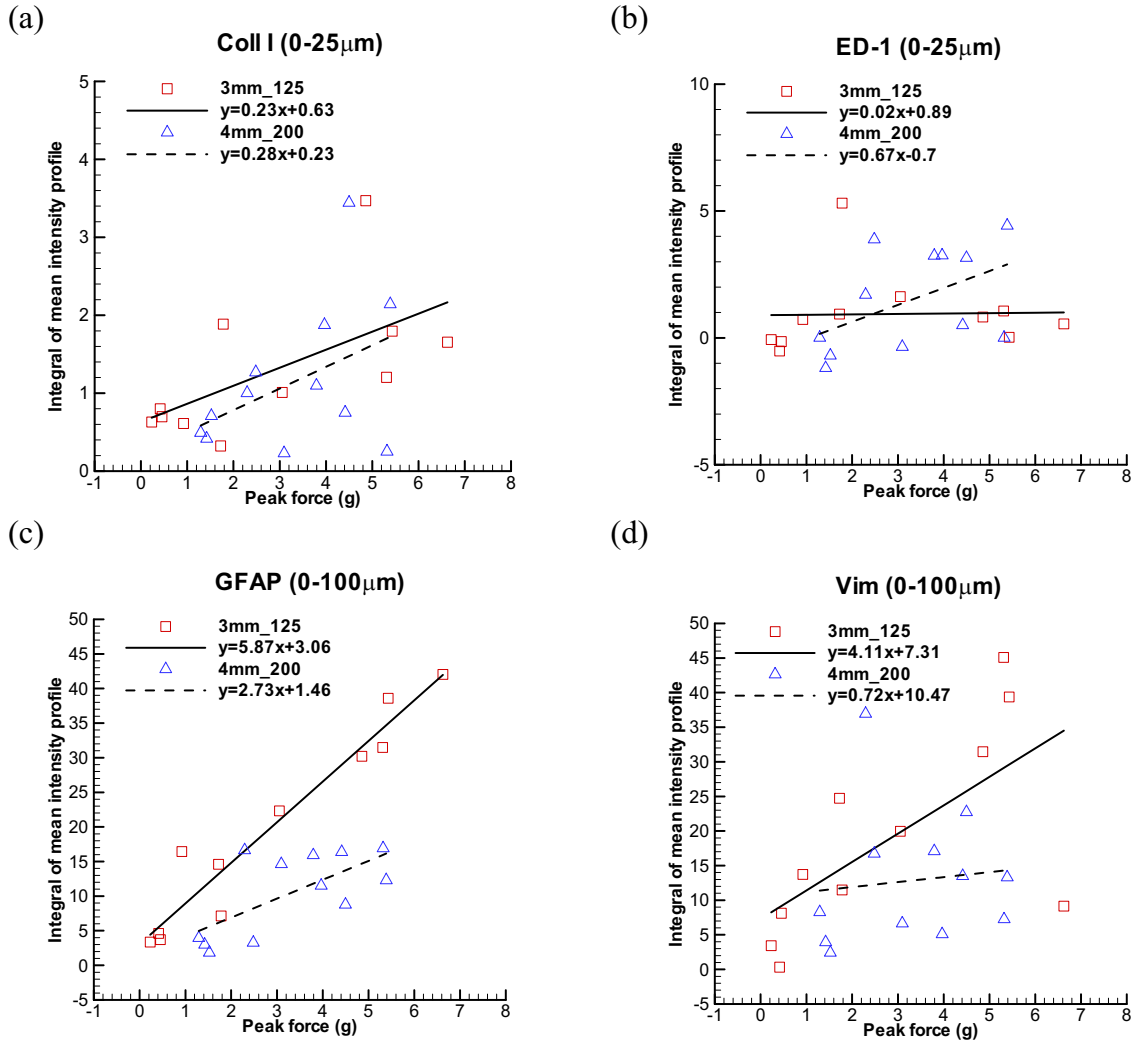 (a)
Coll I (0-25μm)
3mm_125
y=0.23x+0.63
4mm_200
y=0.28x+0.23
Integral of mean intensity profile
5
4
3
2
1
0
-1 0 1 2 3 4 5 6 7 8
Peak force (g)
(b)
ED-1 (0-25μm)
3mm_125
y=0.02x+0.89
4mm_200
y=0.67x-0.7
Integral of mean intensity profile
10
5
0
-5
-1 0 1 2 3 4 5 6 7 8
Peak force (g)
(c)
GFAP (0-100μm)
3mm_125
y=5.87x+3.06
4mm_200
y=2.73x+1.46
Integral of mean intensity profile
50
45
40
35
30
25
20
15
10
5
0
-5
-1 0 1 2 3 4 5 6 7 8
Peak force (g)
(d)
Vim (0-100μm)
3mm_125
y=4.11x+7.31
4mm_200
y=0.72x+10.47
Integral of mean intensity profile
50
45
40
35
30
25
20
15
10
5
0
-5
-1 0 1 2 3 4 5 6 7 8
Peak force (g)